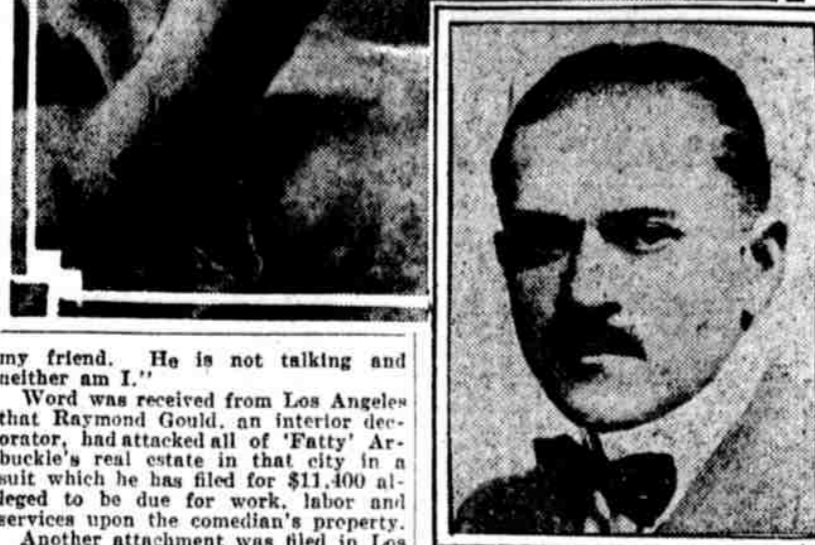 my friend. He is not talking and
neither am I."
Word was received from Los Angeles
that Raymond Gould, an interior dec-
orator, had attacked all of 'Fatty' Ar-
buckle's real estate in that city in a
suit which he has filed for $11,400 al-
leged to be due for work, labor and
services upon the comedian's property.
Another attachment was filed in Los